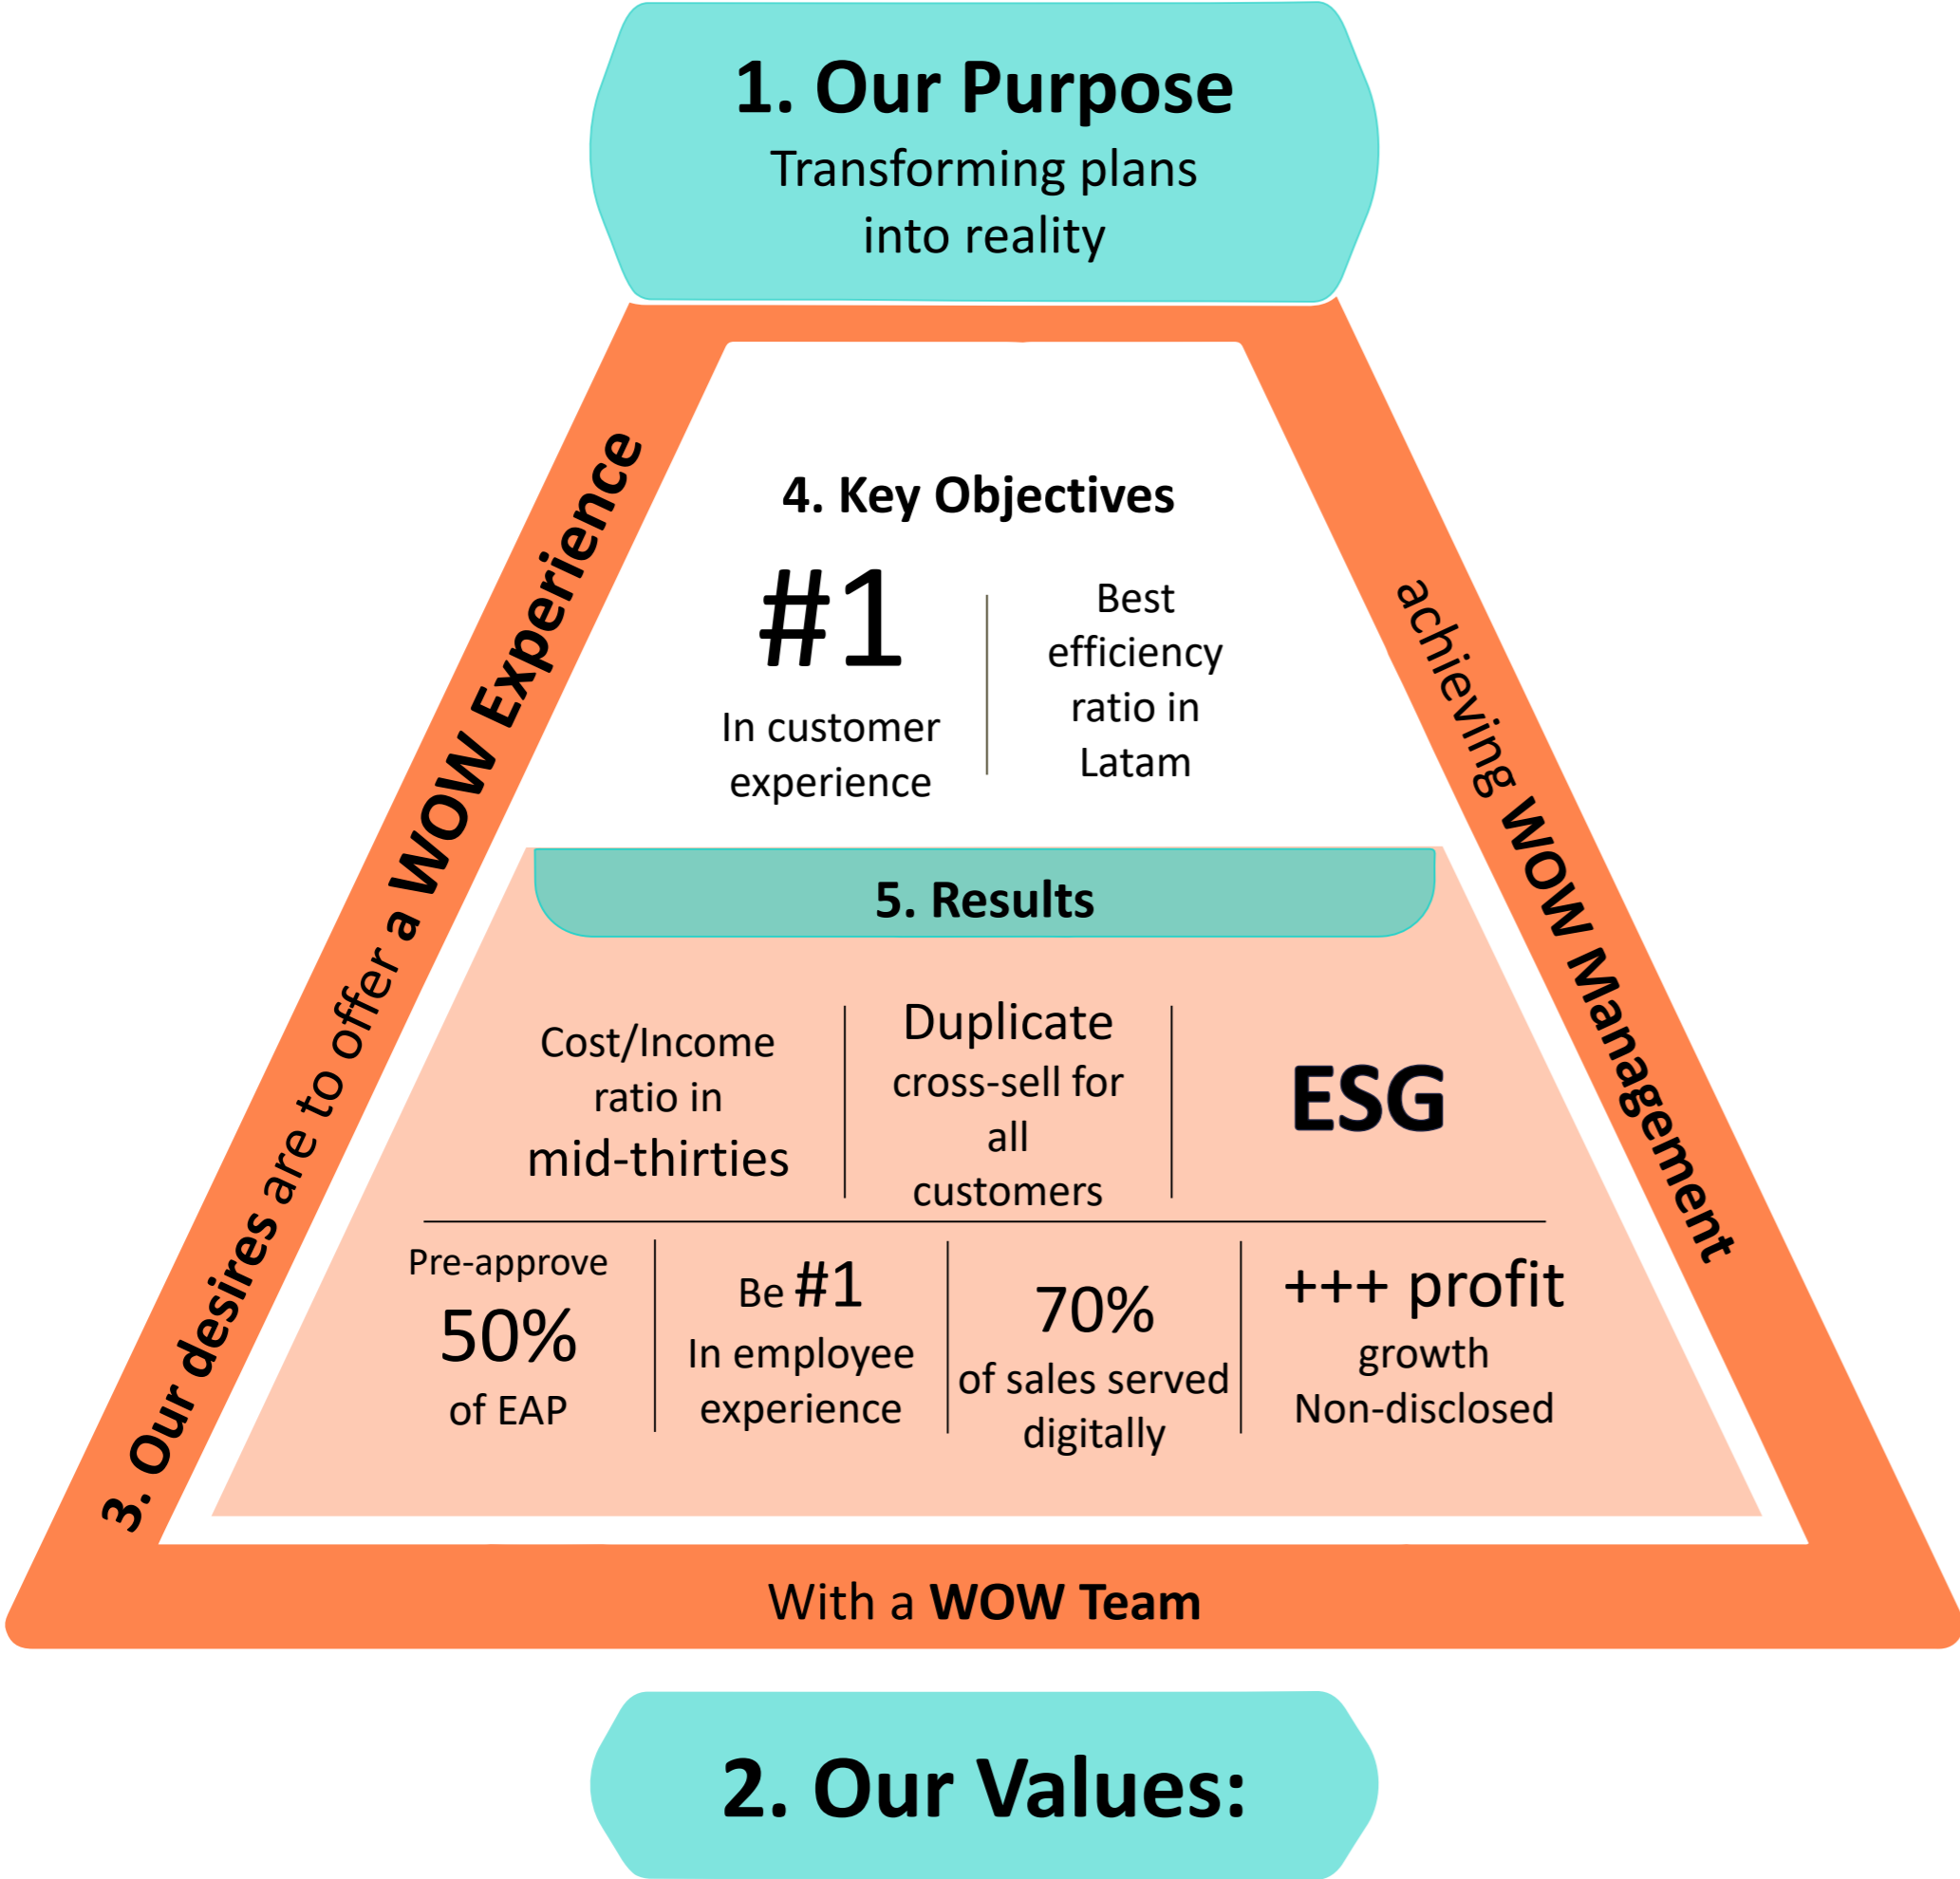 1. Our Purpose
Transforming plans
into reality
3. Our desires are to offer a WOW Experience
achieving WOW Management
4. Key Objectives
#1
In customer
experience
Best
efficiency
ratio in
Latam
5. Results
Cost/Income
ratio in
mid-thirties
Duplicate
cross-sell for
all
customers
ESG
Pre-approve
50%
of EAP
Be #1
In employee
experience
70%
of sales served
digitally
+++ profit
growth
Non-disclosed
With a WOW Team
2. Our Values: